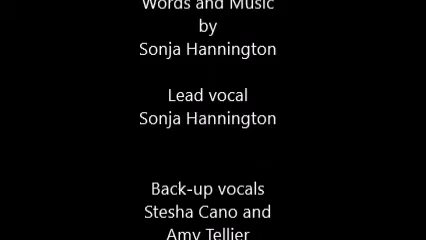 Words and Music
by
Sonja Hannington
Lead vocal
Sonja Hannington
Back-up vocals
Stesha Cano and
Amy Tellier